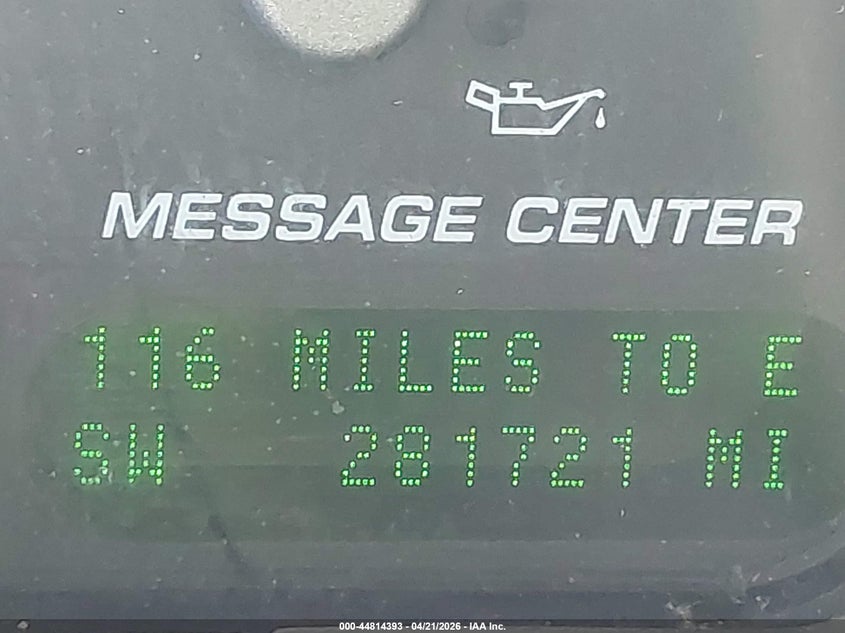 MESSAGE CENTER
116 MILES TO E
SW 281721 MI
000-44814393 - 04/21/2026 - IAA Inc.